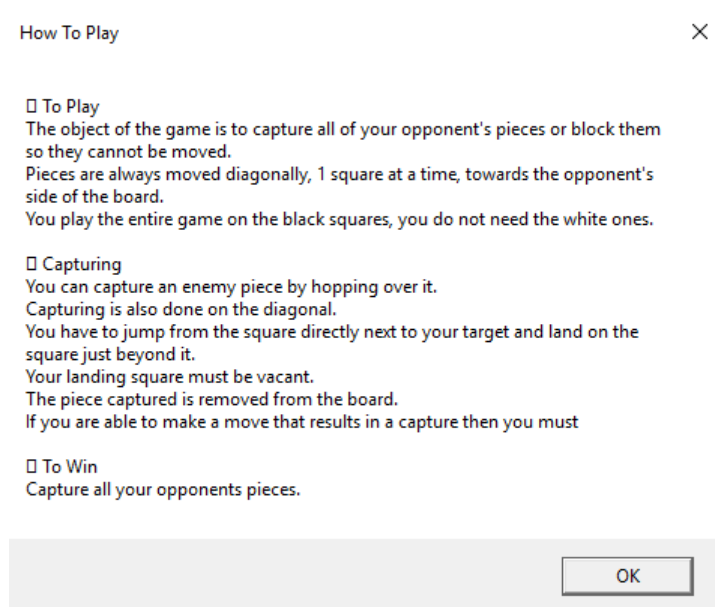 How To Play
▯ To Play
The object of the game is to capture all of your opponent's pieces or block them
so they cannot be moved.
Pieces are always moved diagonally, 1 square at a time, towards the opponent's
side of the board.
You play the entire game on the black squares, you do not need the white ones.
▯ Capturing
You can capture an enemy piece by hopping over it.
Capturing is also done on the diagonal.
You have to jump from the square directly next to your target and land on the
square just beyond it.
Your landing square must be vacant.
The piece captured is removed from the board.
If you are able to make a move that results in a capture then you must
▯ To Win
Capture all your opponents pieces.
OK